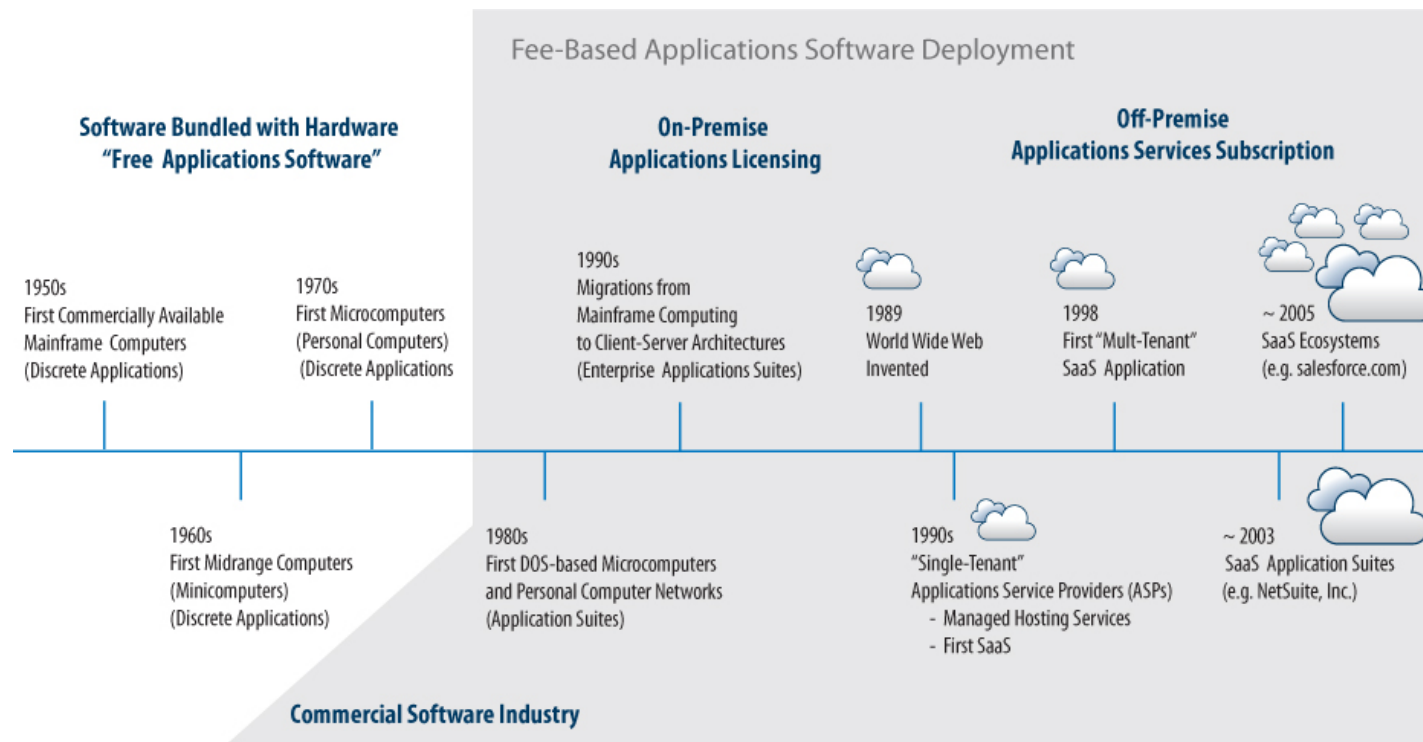 Fee-Based Applications Software Deployment
Software Bundled with Hardware
“Free Applications Software”
On-Premise
Applications Licensing
Off-Premise
Applications Services Subscription
1950s
First Commercially Available
Mainframe Computers
(Discrete Applications)
1970s
First Microcomputers
(Personal Computers)
(Discrete Applications
1990s
Migrations from
Mainframe Computing
to Client-Server Architectures
(Enterprise Applications Suites)
1989
World Wide Web
Invented
1998
First “Mult-Tenant”
SaaS Application
~ 2005
SaaS Ecosystems
(e.g. salesforce.com)
1960s
First Midrange Computers
(Minicomputers)
(Discrete Applications)
1980s
First DOS-based Microcomputers
and Personal Computer Networks
(Application Suites)
1990s
“Single-Tenant”
Applications Service Providers (ASPs)
- Managed Hosting Services
- First SaaS
~ 2003
SaaS Application Suites
(e.g. NetSuite, Inc.)
Commercial Software Industry